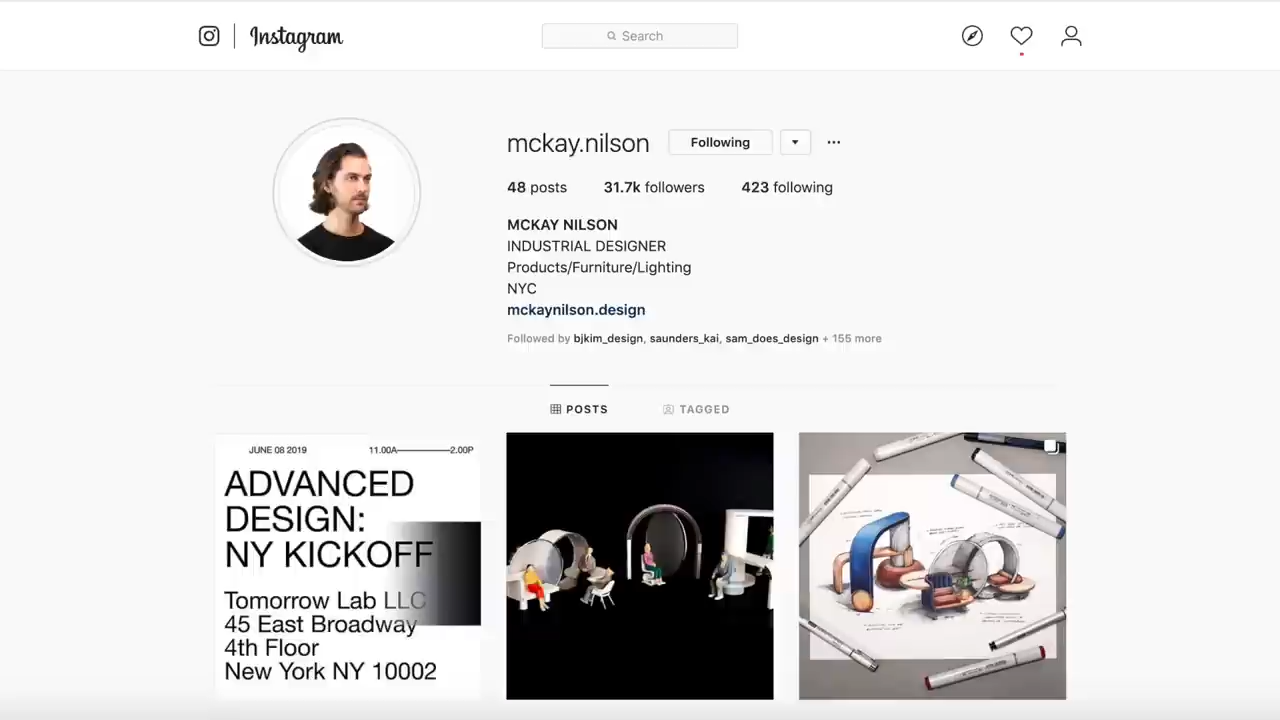 Instagram
Search
mckay.nilson Following
48 posts 31.7k followers 423 following
MCKAY NILSON
INDUSTRIAL DESIGNER
Products/Furniture/Lighting
NYC
mckaynilson.design
Followed by bjkim_design, saunders_kai, sam_does_design + 155 more
POSTS TAGGED
JUNE 08 2019 11.00A 2.00P
ADVANCED
DESIGN:
NY KICKOFF
Tomorrow Lab LLC
45 East Broadway
4th Floor
New York NY 10002